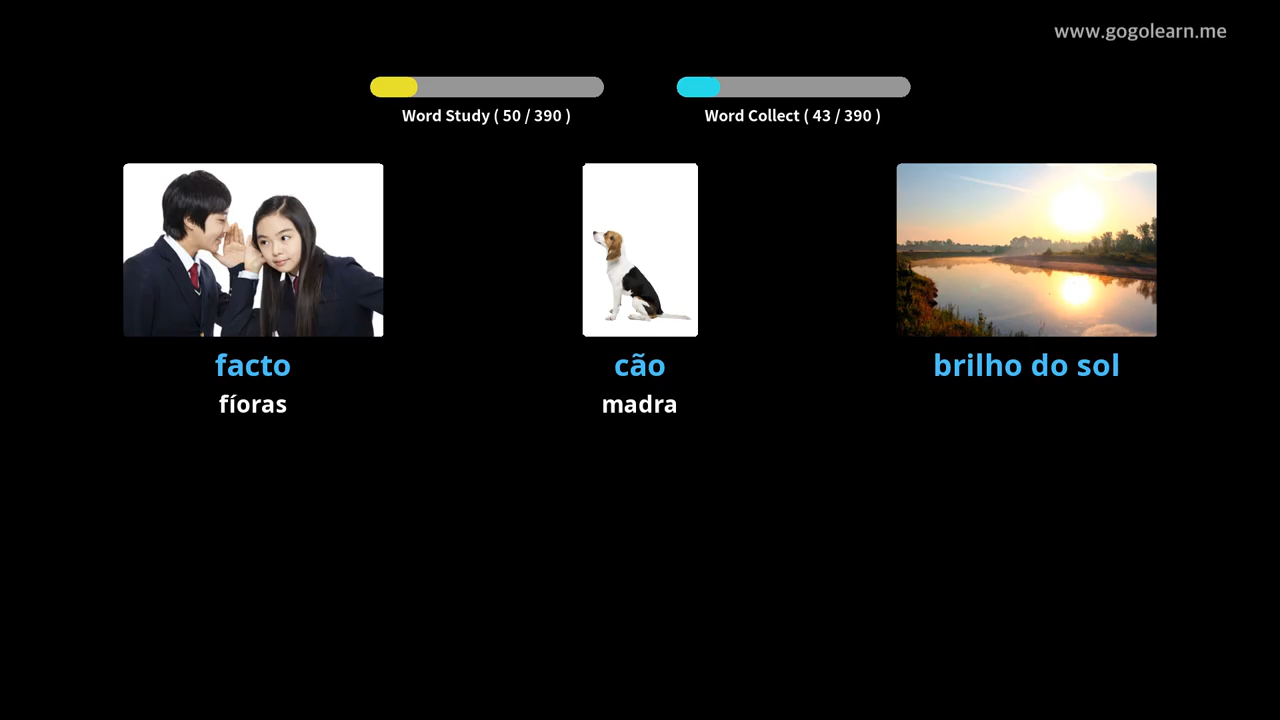 www.gogolearn.me
Word Study ( 50 / 390 )
Word Collect ( 43 / 390 )
facto
fíoras
cão
madra
brilho do sol